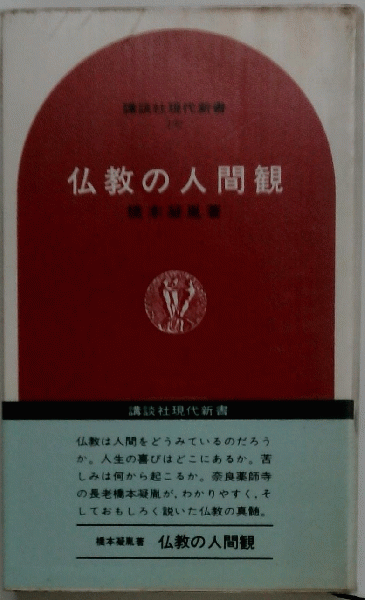 講談社現代新書
仏教の人間観
橋本凝胤著
講談社現代新書
仏教は人間をどうみているのだろう
か。人生の喜びはどこにあるか。苦
しみは何から起こるか。奈良薬師寺
の長老橋本凝胤が、わかりやすく、そ
しておもしろく説いた仏教の真髄。
橋本凝胤著 仏教の人間観